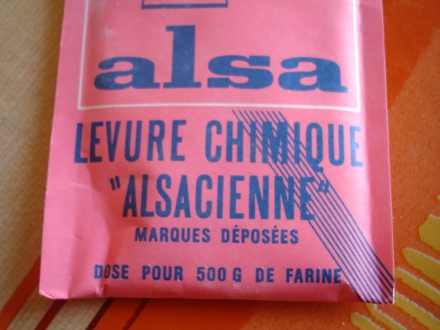 alsa
LEVURE CHIMIQUE
"ALSACIENNE"
MARQUES DÉPOSÉES
DOSE POUR 500 G DE FARINE